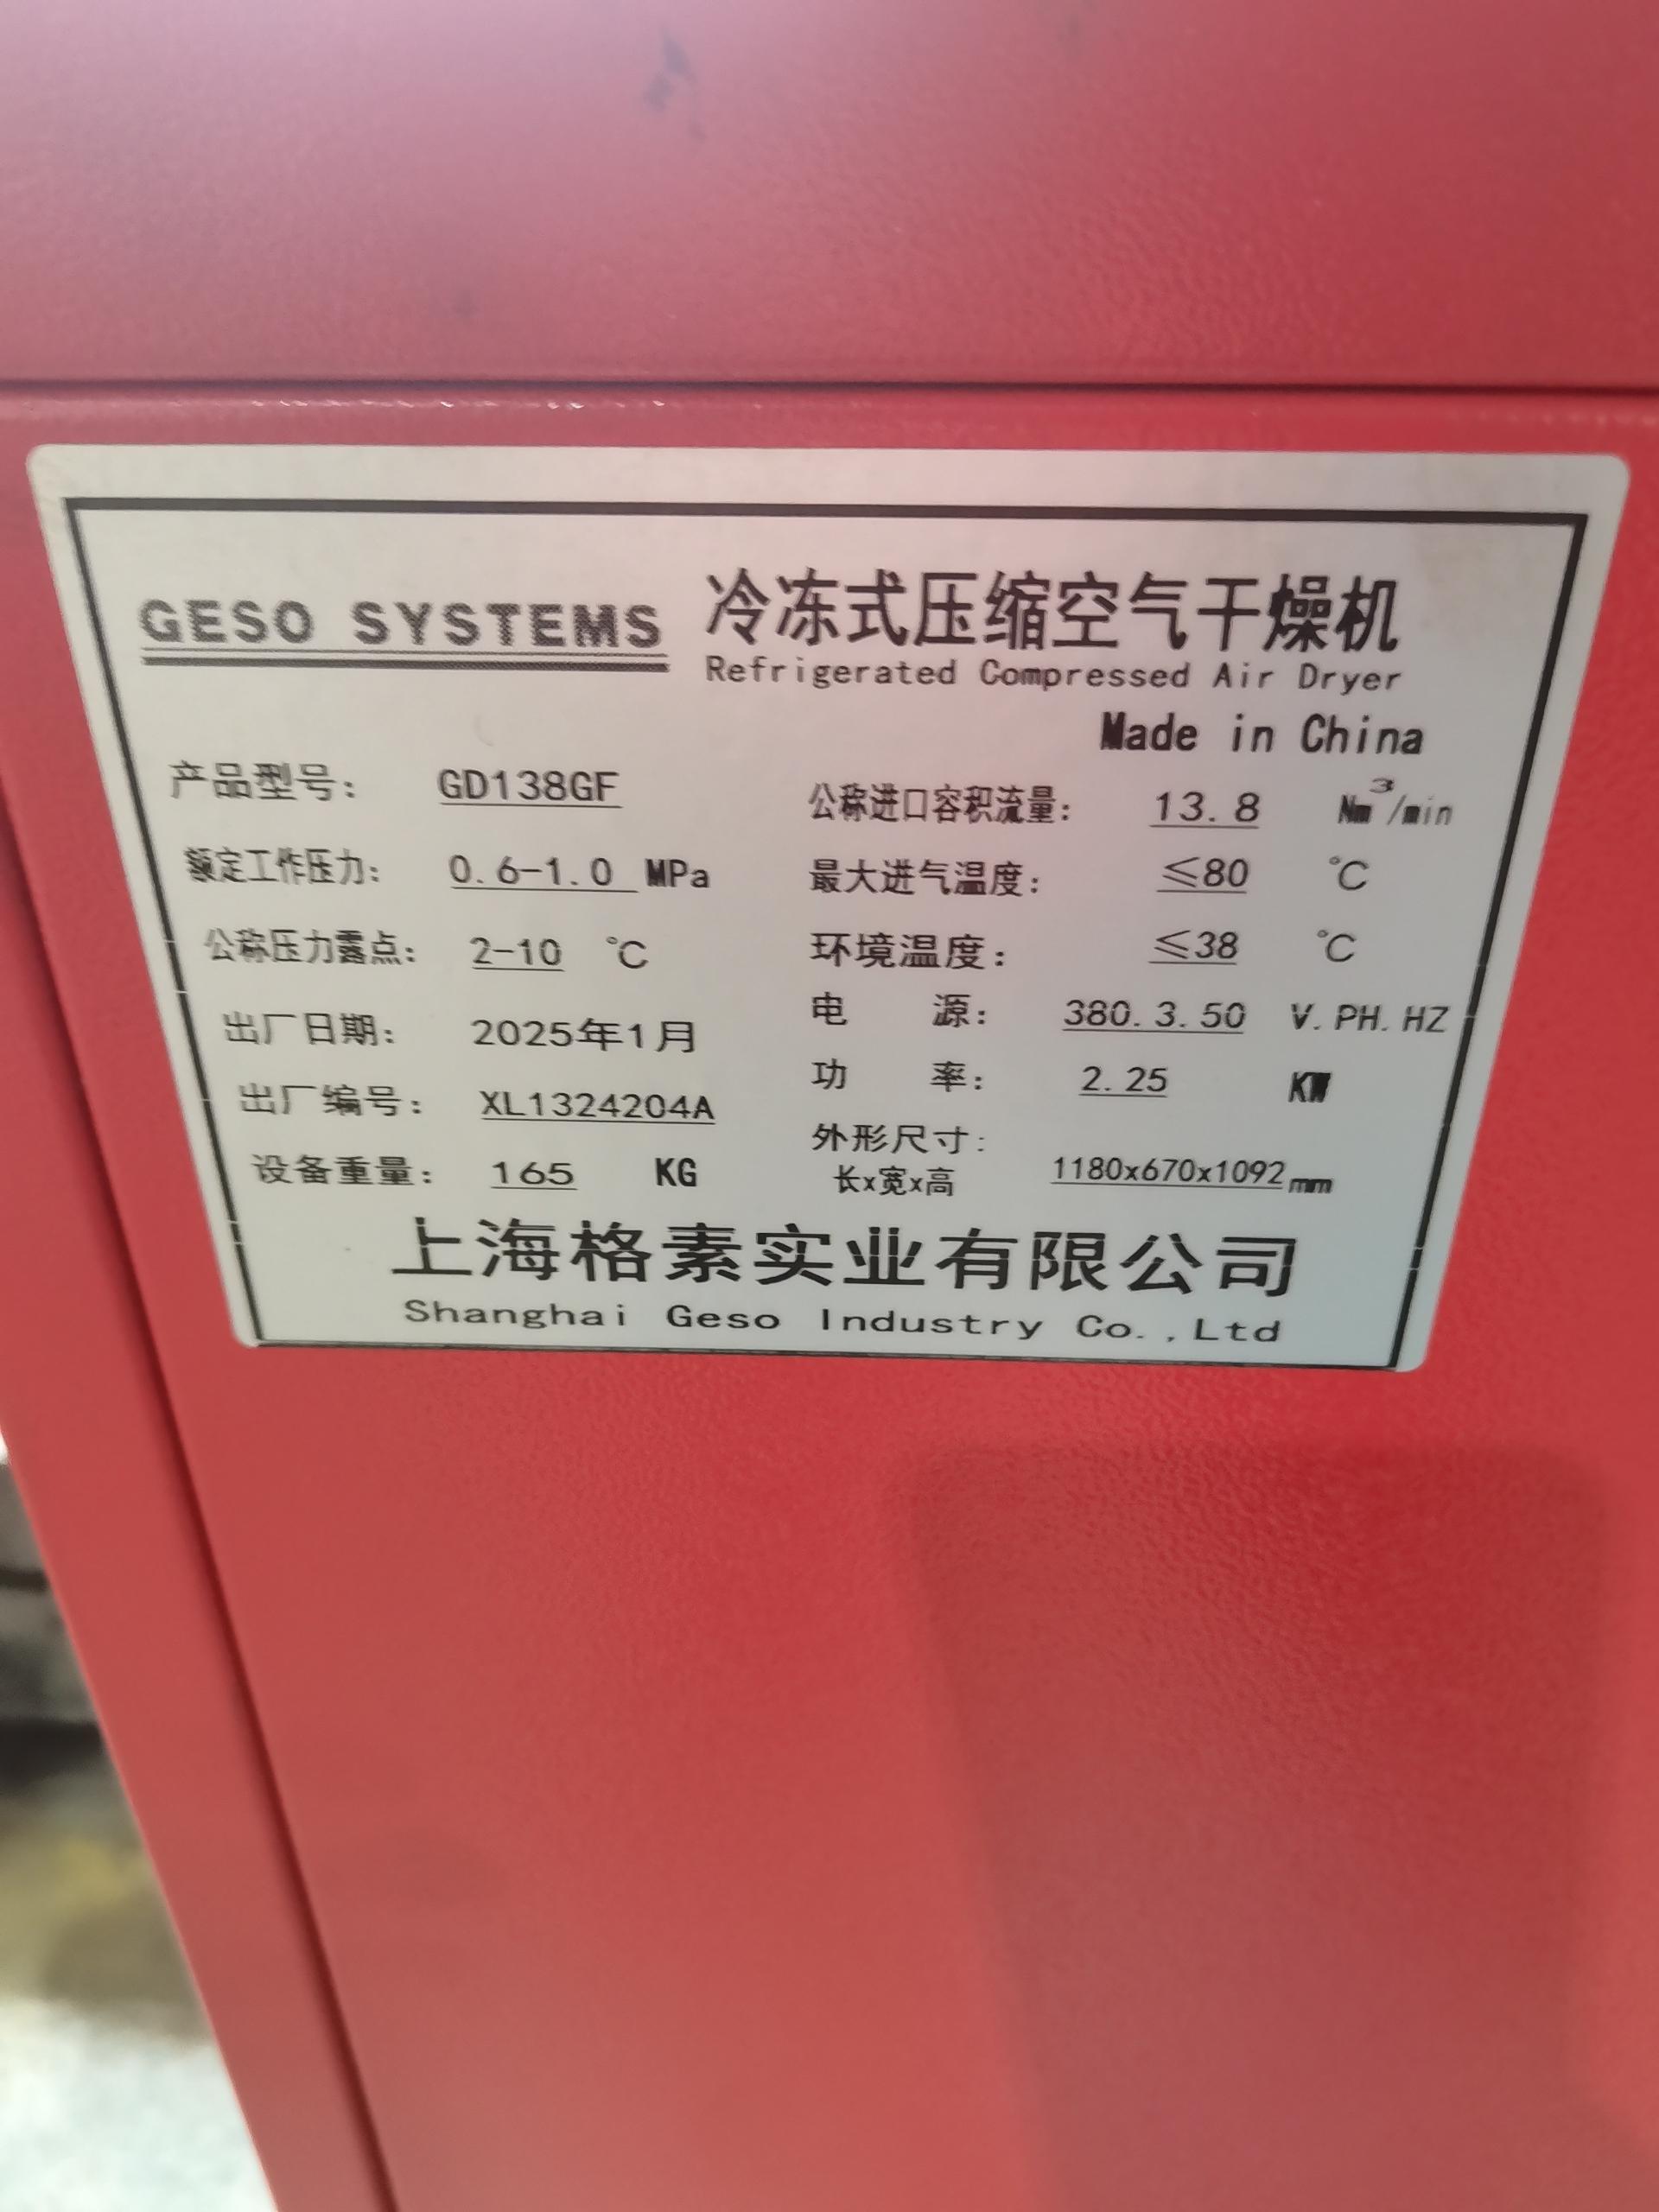 GESO SYSTEMS 冷冻式压缩空气干燥机
Refrigerated Compressed Air Dryer
Made in China
产品型号: GD138GF
公称进口容积流量: 13.8 Nm³/min
额定工作压力: 0.6-1.0 MPa
最大进气温度: ≤80 ℃
公称压力露点: 2-10 ℃
环境温度: ≤38 ℃
出厂日期: 2025年1月
电 源: 380.3.50 V.PH.HZ
出厂编号: XL1324204A
功 率: 2.25 KW
设备重量: 165 KG
外形尺寸:
长x宽x高 1180x670x1092mm
上海格素实业有限公司
Shanghai Geso Industry Co.,Ltd